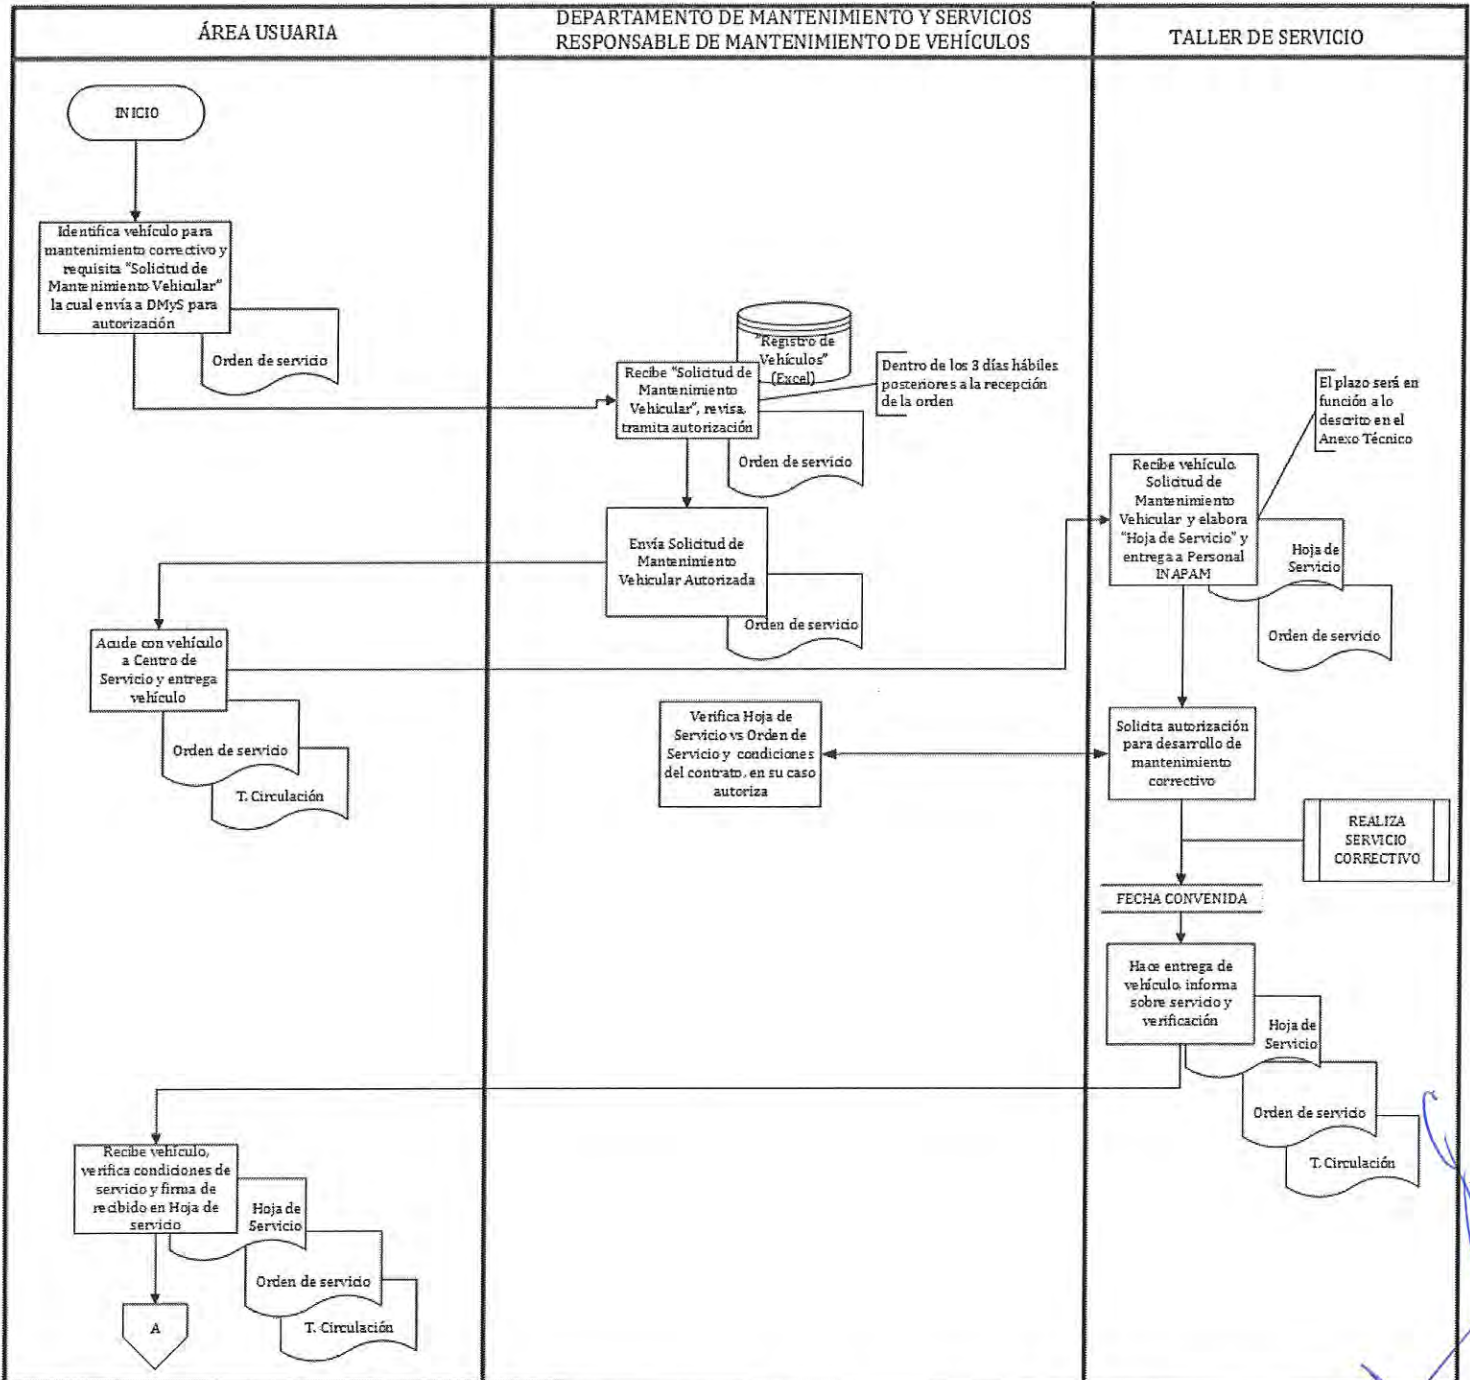 ÁREA USUARIA
DEPARTAMENTO DE MANTENIMIENTO Y SERVICIOS
RESPONSABLE DE MANTENIMIENTO DE VEHÍCULOS
TALLER DE SERVICIO
INICIO
Identifica vehículo para
mantenimiento correctivo y
requisita "Solicitud de
Mantenimiento Vehicular"
la cual envía a DMyS para
autorización
Orden de servicio
"Registro de
Vehículos"
(Excel)
Recibe "Solicitud de
Mantenimiento
Vehicular", revisa,
tramita autorización
Dentro de los 3 días hábiles
posteriores a la recepción
de la orden
Orden de servicio
El plazo será en
función a lo
descrito en el
Anexo Técnico
Recibe vehículo,
Solicitud de
Mantenimiento
Vehicular y elabora
"Hoja de Servicio" y
entrega a Personal
INAPAM
Hoja de
Servicio
Orden de servicio
Envía Solicitud de
Mantenimiento
Vehicular Autorizada
Orden de servicio
Acude con vehículo
a Centro de
Servicio y entrega
vehículo
Orden de servicio
T. Circulación
Verifica Hoja de
Servicio vs Orden de
Servicio y condiciones
del contrato, en su caso
autoriza
Solicita autorización
para desarrollo de
mantenimiento
correctivo
REALIZA
SERVICIO
CORRECTIVO
FECHA CONVENIDA
Hace entrega de
vehículo, informa
sobre servicio y
verificación
Hoja de
Servicio
Orden de servicio
T. Circulación
Recibe vehículo,
verifica condiciones de
servicio y firma de
recibido en Hoja de
servicio
Hoja de
Servicio
Orden de servicio
T. Circulación
A